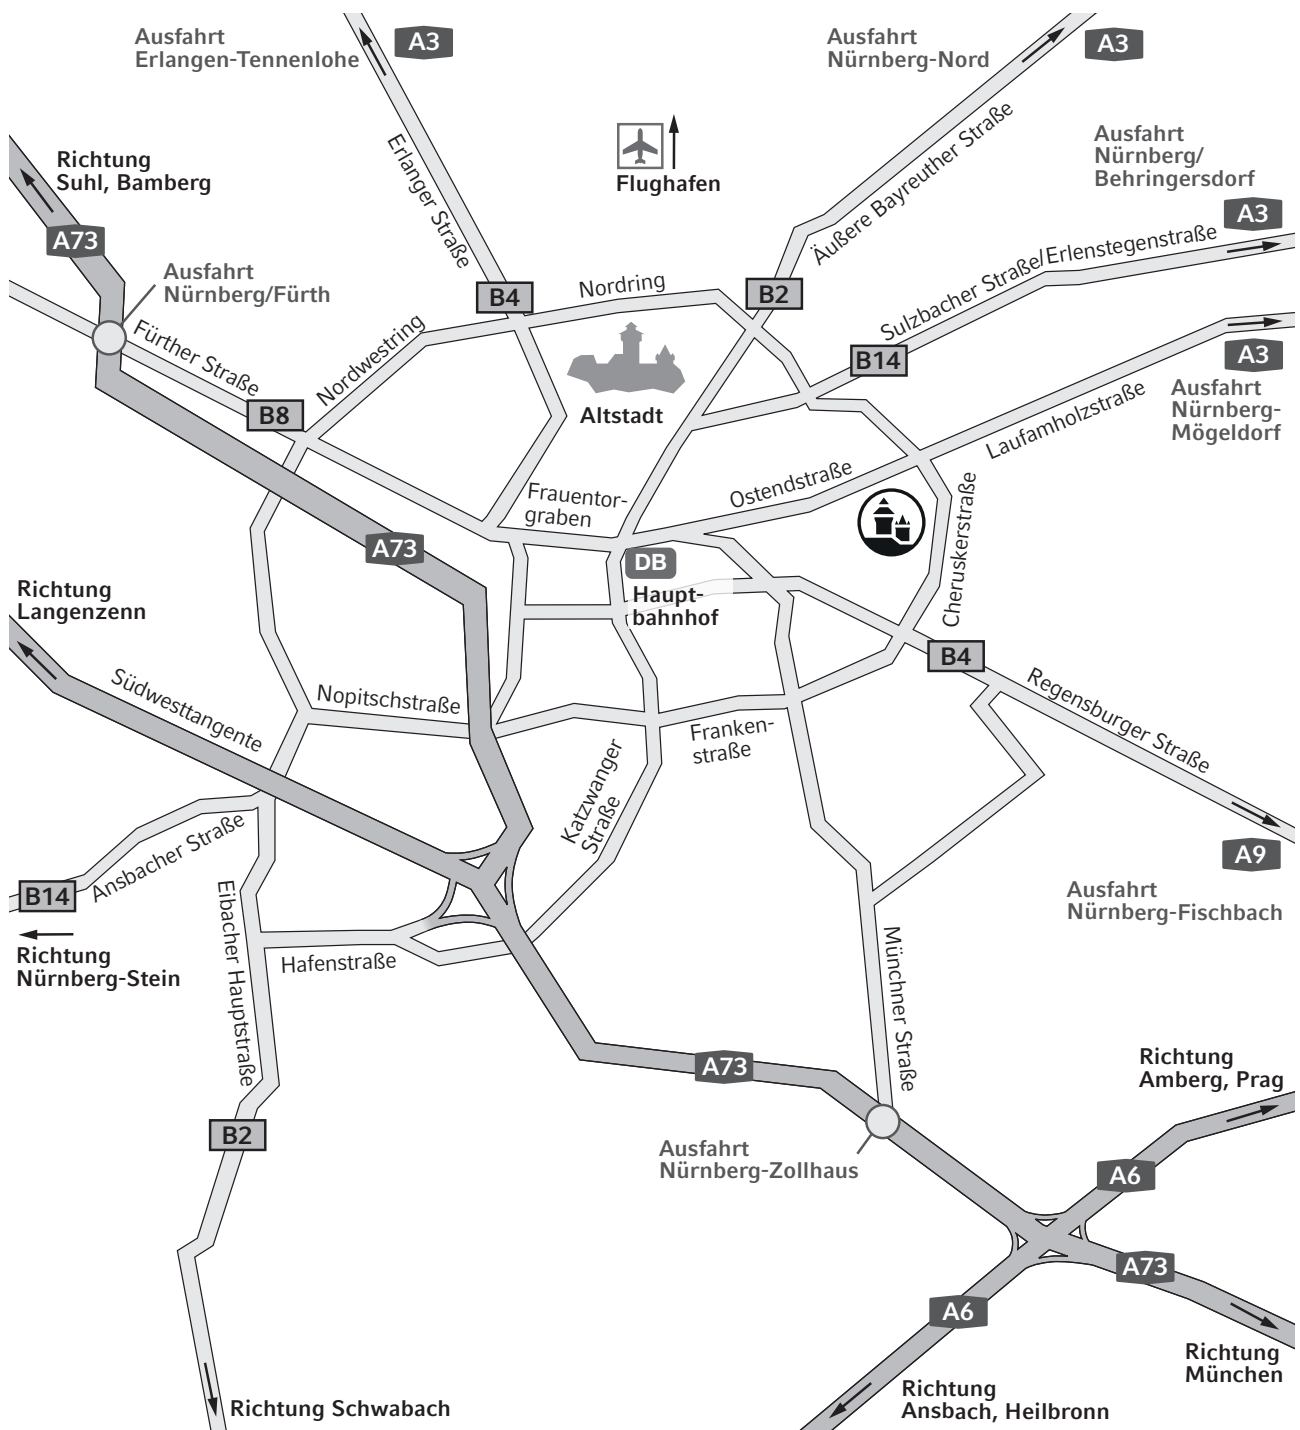 Ausfahrt
Erlangen-Tennenlohe
A3
Ausfahrt
Nürnberg-Nord
A3
Flughafen
Ausfahrt
Nürnberg/
Behringersdorf
A3
Richtung
Suhl, Bamberg
A73
Erlanger Straße
Äußere Bayreuther Straße
Sulzbacher Straße/Erlenstegenstraße
Ausfahrt
Nürnberg/Fürth
B4
Nordring
B2
Fürther Straße
Nordwestring
B14
A3
Ausfahrt
Nürnberg-
Mögeldorf
B8
Altstadt
Laufamholzstraße
Frauentor-
graben
Ostendstraße
Cheruskerstraße
A73
DB
Haupt-
bahnhof
Richtung
Langenzenn
B4
Südwesttangente
Nopitschstraße
Franken-
straße
Regensburger Straße
Katzwanger
Straße
Ansbacher Straße
B14
A9
Ausfahrt
Nürnberg-Fischbach
Richtung
Nürnberg-Stein
Eibacher Hauptstraße
Hafenstraße
Münchner Straße
A73
Richtung
Amberg, Prag
B2
Ausfahrt
Nürnberg-Zollhaus
A6
A73
A6
Richtung
München
Richtung
Ansbach, Heilbronn
Richtung Schwabach